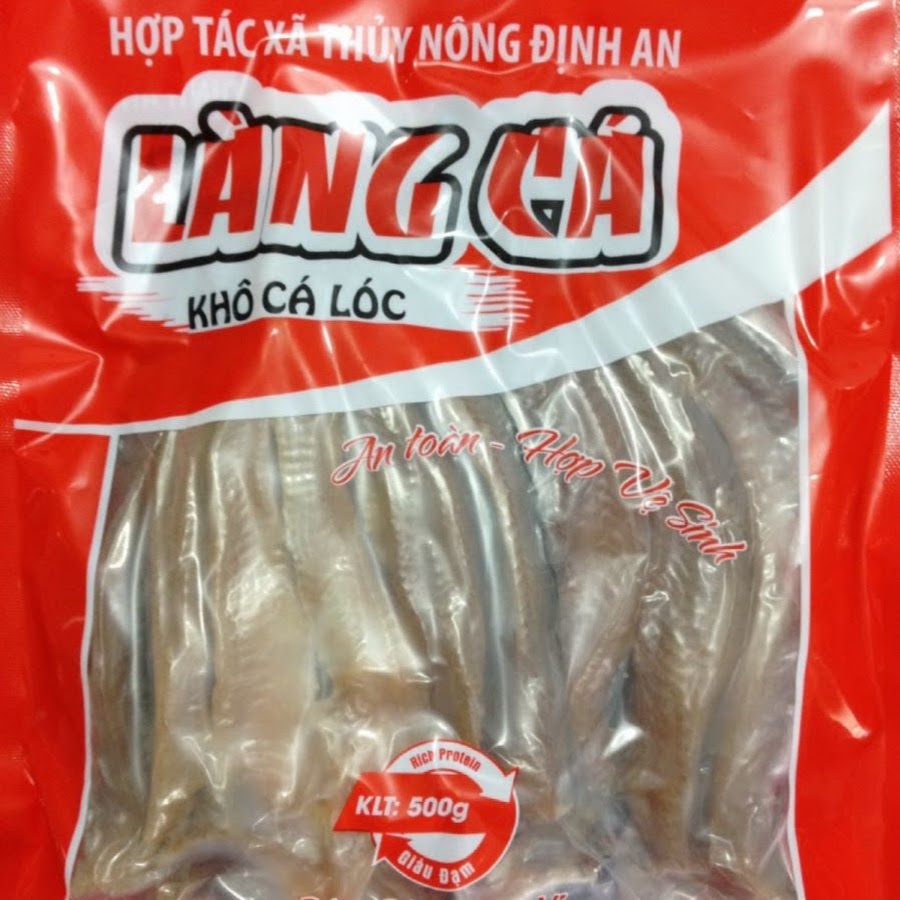 HỢP TÁC XÃ THỦY NÔNG ĐỊNH AN
LÀNG CÁ
KHÔ CÁ LÓC
An toàn - Hợp Vệ Sinh
Rich Protein
KLT: 500g
Giàu Đạm